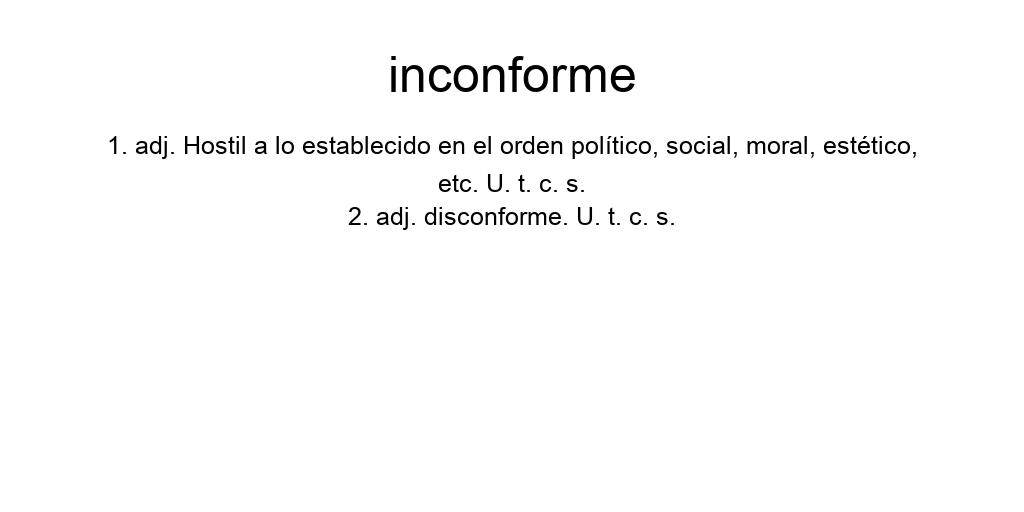 inconforme
1. adj. Hostil a lo establecido en el orden político, social, moral, estético,
etc. U. t. c. s.
2. adj. disconforme. U. t. c. s.